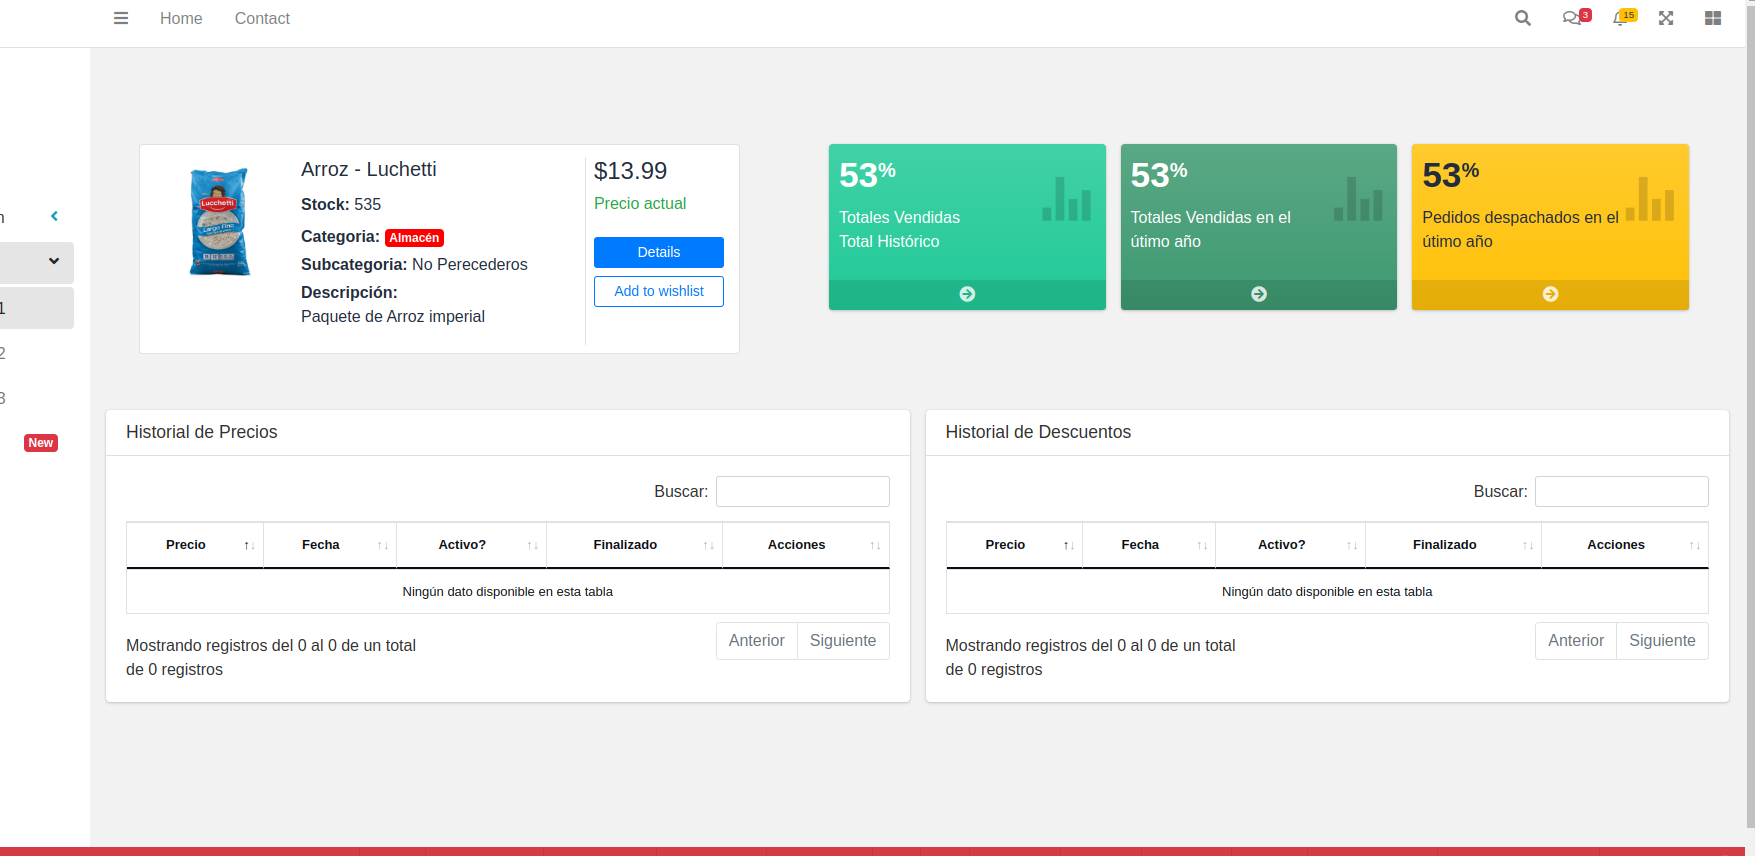 Home
Contact
3
15
n
1
2
3
New
Lucchetti
Largo Fino
Arroz - Luchetti
Stock: 535
Categoria: Almacén
Subcategoria: No Perecederos
Descripción:
Paquete de Arroz imperial
$13.99
Precio actual
Details
Add to wishlist
53%
Totales Vendidas
Total Histórico
53%
Totales Vendidas en el
útimo año
53%
Pedidos despachados en el
útimo año
Historial de Precios
Buscar:
Precio Fecha Activo? Finalizado Acciones
Ningún dato disponible en esta tabla
Mostrando registros del 0 al 0 de un total
de 0 registros
Anterior Siguiente
Historial de Descuentos
Buscar:
Precio Fecha Activo? Finalizado Acciones
Ningún dato disponible en esta tabla
Mostrando registros del 0 al 0 de un total
de 0 registros
Anterior Siguiente